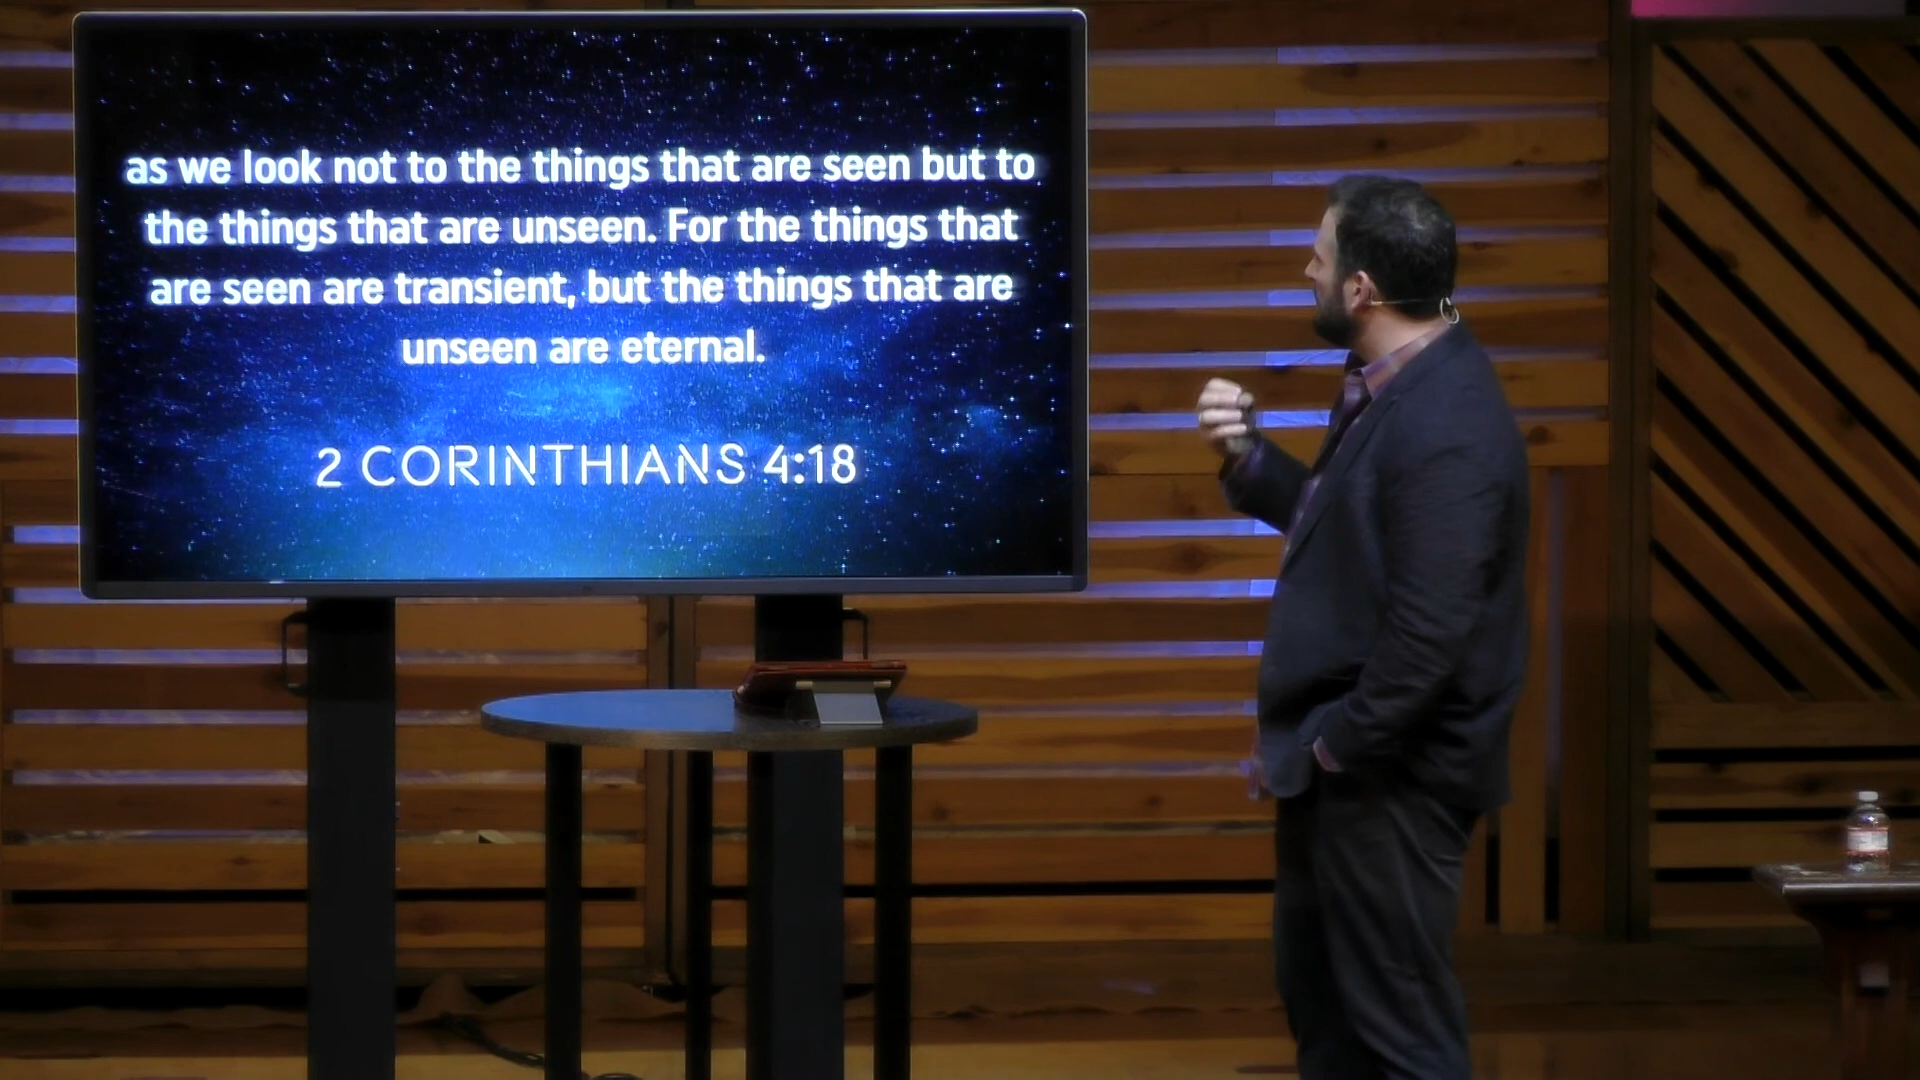 as we look not to the things that are seen but to
the things that are unseen. For the things that
are seen are transient, but the things that are
unseen are eternal.
2 CORINTHIANS 4:18